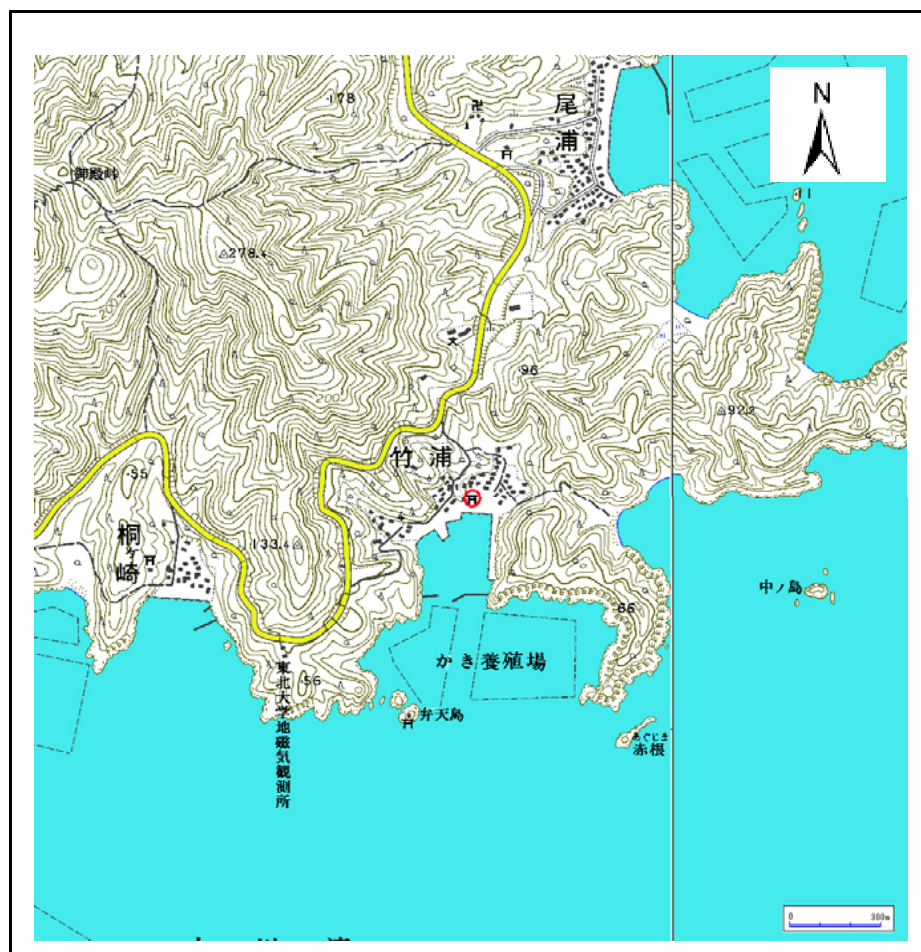 N
178
尾浦
御殿峠
278.4
96
92.2
竹浦
55
桐ヶ崎
133.4
66
中ノ島
かき養殖場
56
弁天島
あぐじま
赤根
東北大学地磁気観測所
0 300m